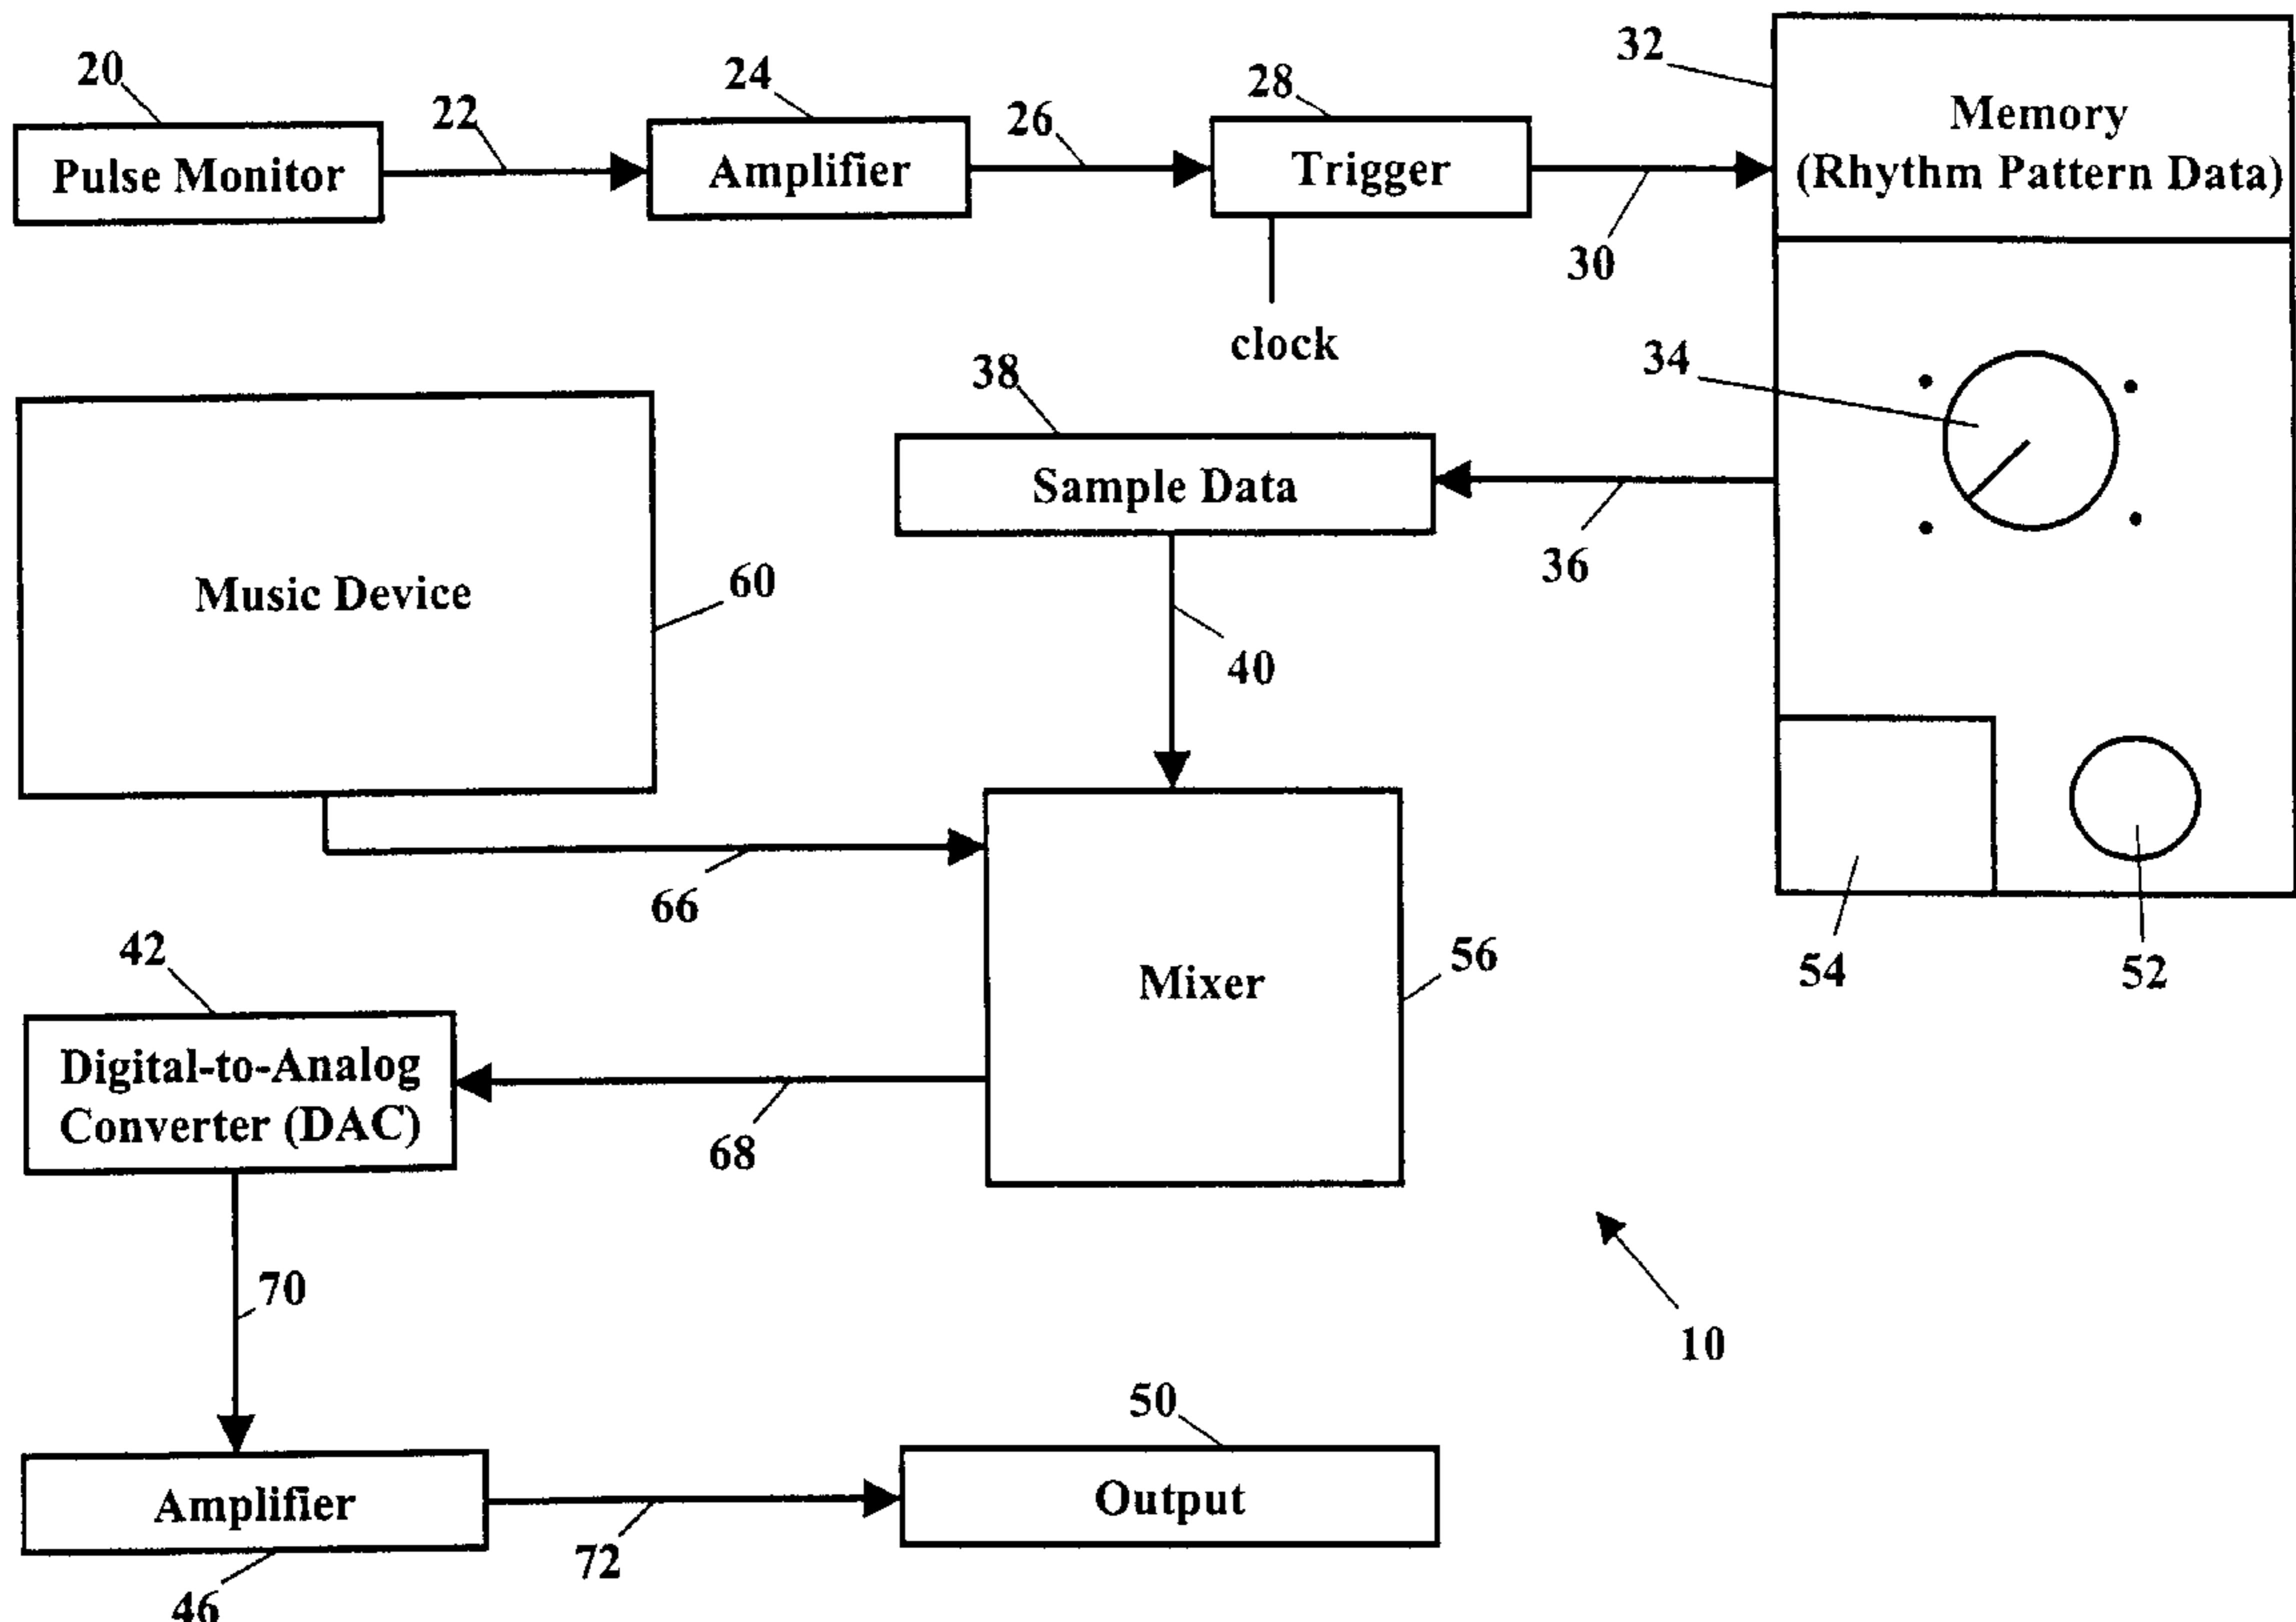 20
22
24
26
28
32
Pulse Monitor
Amplifier
Trigger
Memory
(Rhythm Pattern Data)
30
clock
34
38
Sample Data
36
Music Device
60
40
66
54
52
42
Mixer
56
Digital-to-Analog
Converter (DAC)
68
70
10
50
Amplifier
Output
72
46